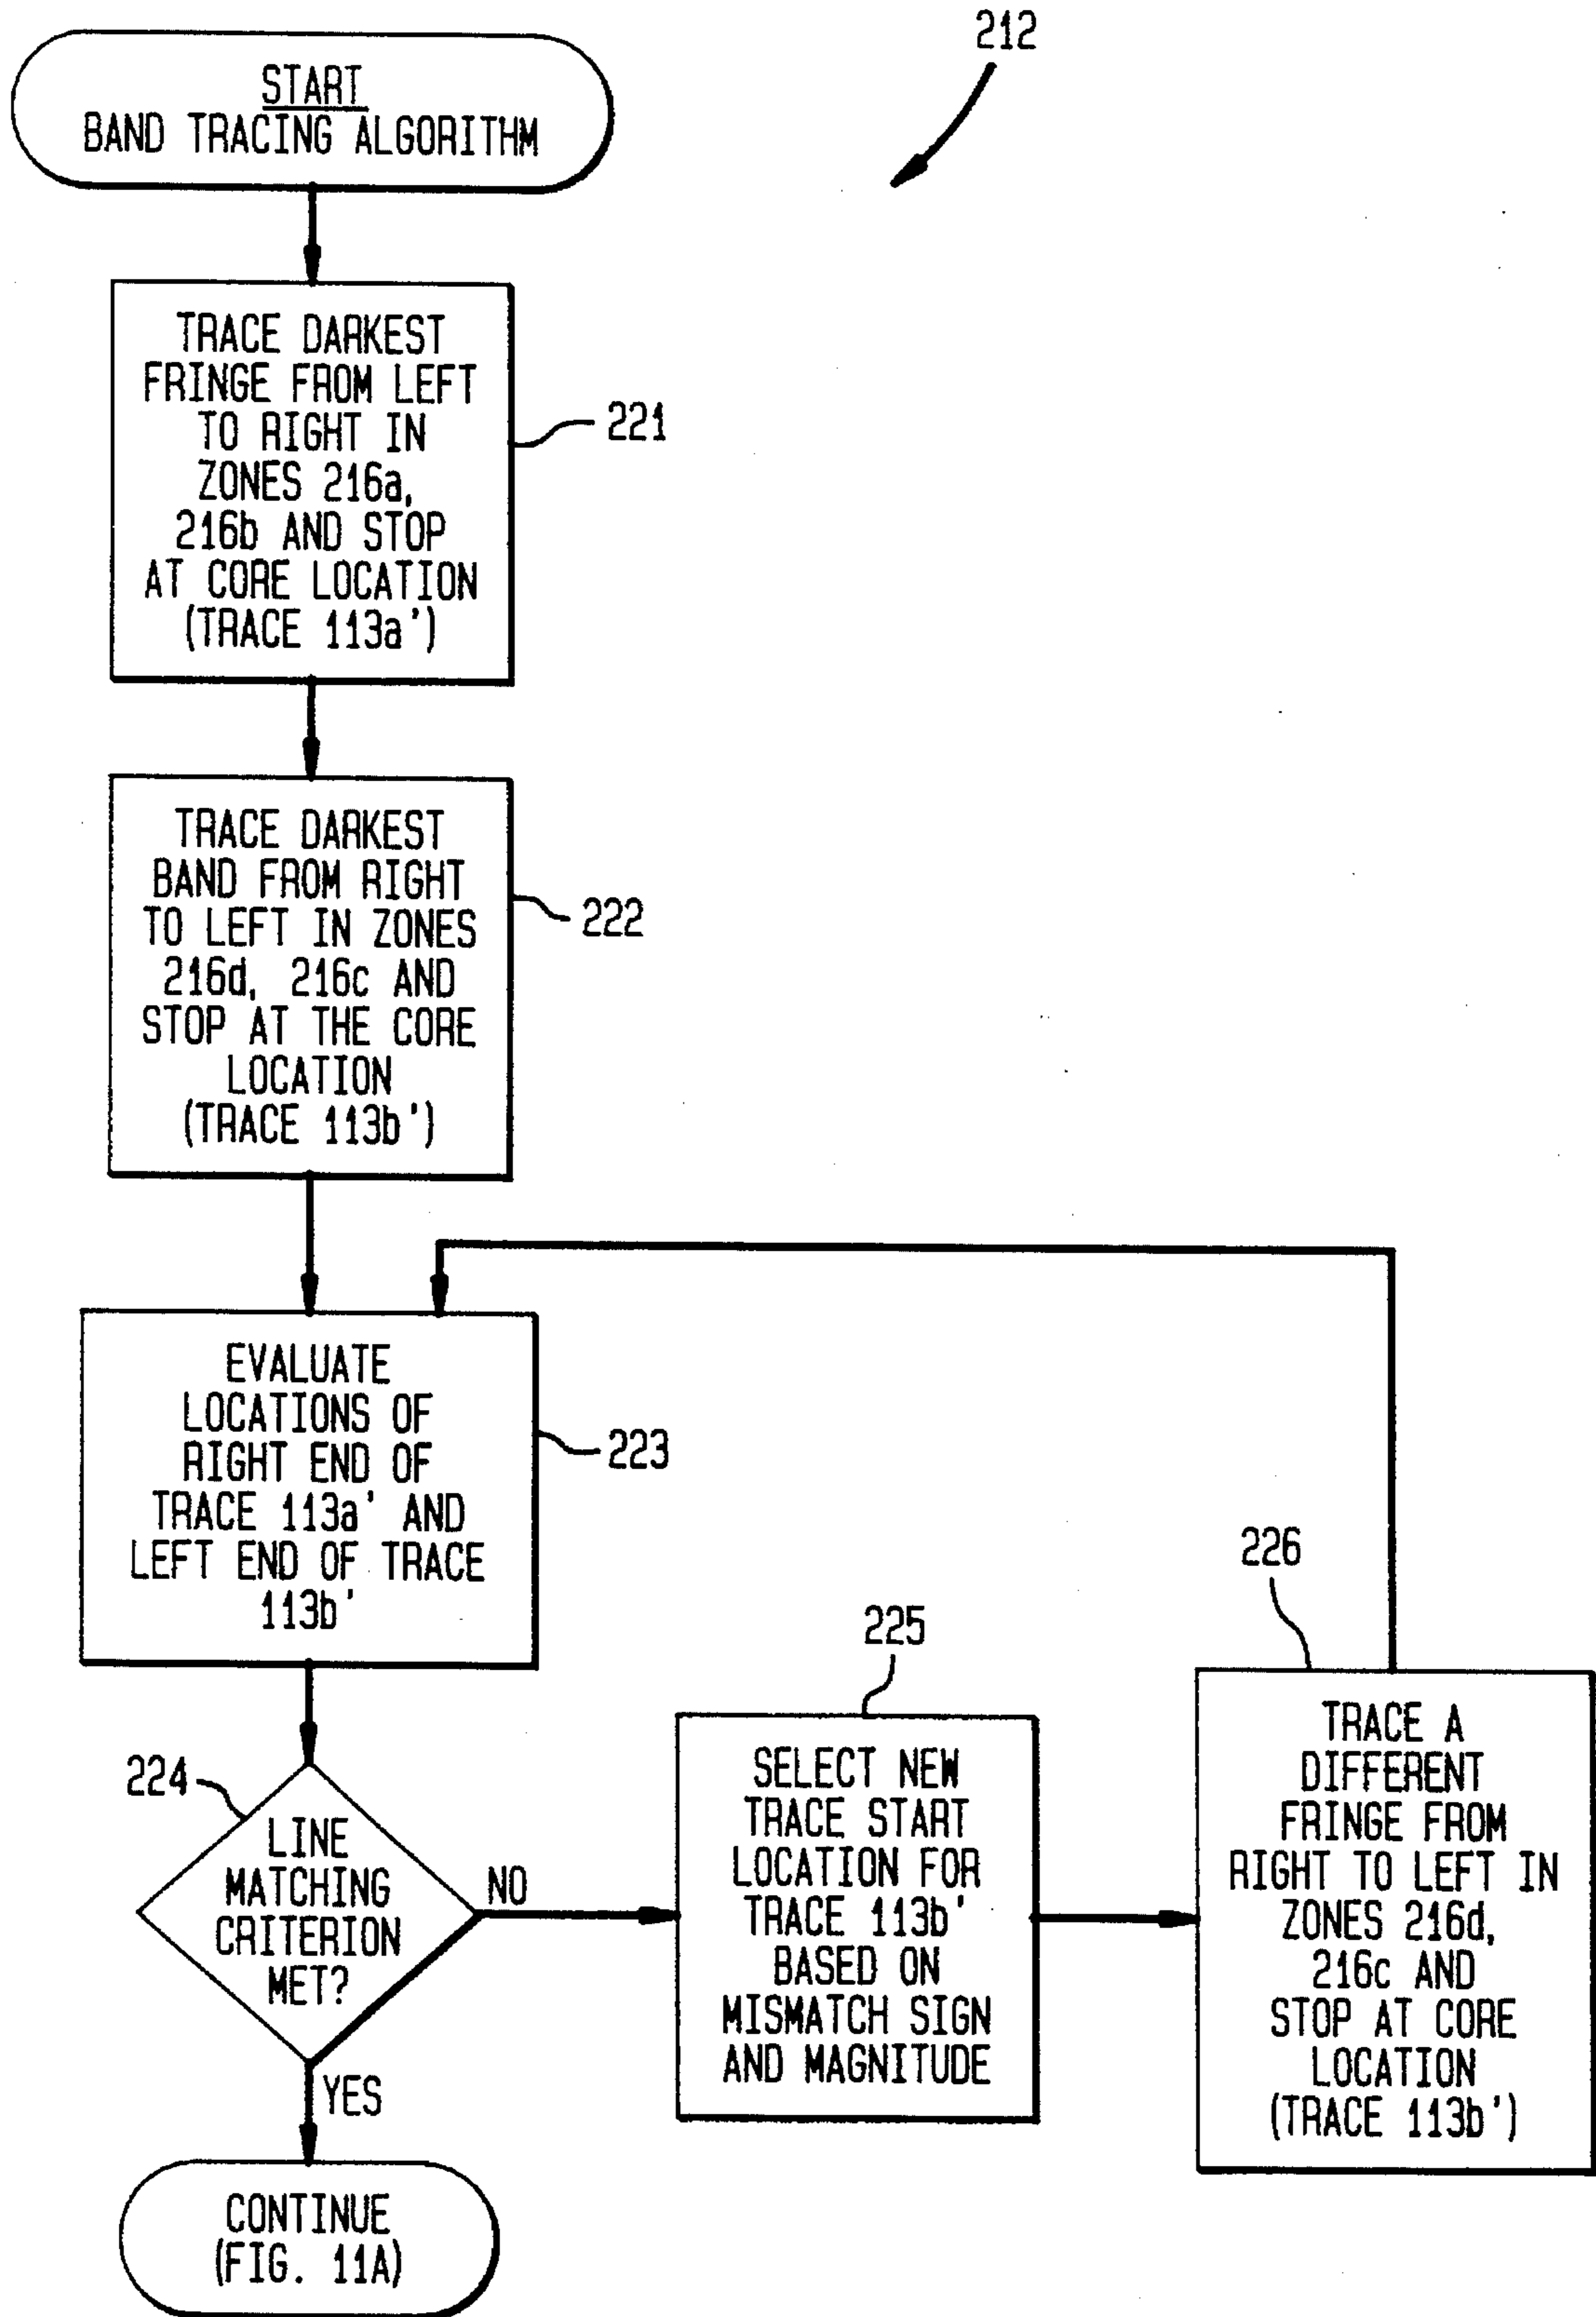 212
START
BAND TRACING ALGORITHM
TRACE DARKEST
FRINGE FROM LEFT
TO RIGHT IN
ZONES 216a,
216b AND STOP
AT CORE LOCATION
(TRACE 113a')
221
TRACE DARKEST
BAND FROM RIGHT
TO LEFT IN ZONES
216d, 216c AND
STOP AT THE CORE
LOCATION
(TRACE 113b')
222
EVALUATE
LOCATIONS OF
RIGHT END OF
TRACE 113a' AND
LEFT END OF TRACE
113b'
223
224
LINE
MATCHING
CRITERION
MET?
NO
YES
225
SELECT NEW
TRACE START
LOCATION FOR
TRACE 113b'
BASED ON
MISMATCH SIGN
AND MAGNITUDE
226
TRACE A
DIFFERENT
FRINGE FROM
RIGHT TO LEFT IN
ZONES 216d,
216c AND
STOP AT CORE
LOCATION
(TRACE 113b')
CONTINUE
(FIG. 11A)